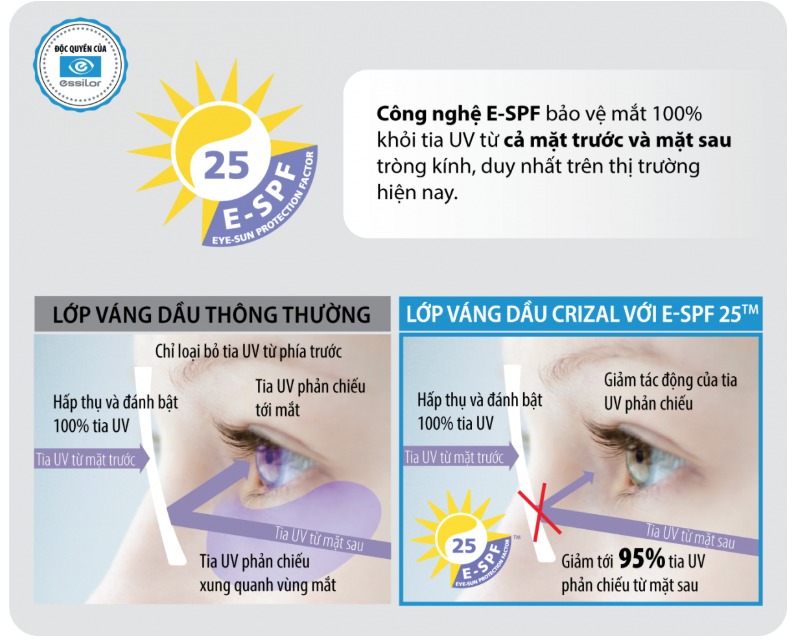 ĐỘC QUYỀN CỦA
essilor
25
E-SPF
EYE-SUN PROTECTION FACTOR
Công nghệ E-SPF bảo vệ mắt 100%
khỏi tia UV từ cả mặt trước và mặt sau
tròng kính, duy nhất trên thị trường
hiện nay.
LỚP VÁNG DẦU THÔNG THƯỜNG
Chỉ loại bỏ tia UV từ phía trước
Hấp thụ và đánh bật
100% tia UV
Tia UV phản chiếu
tới mắt
Tia UV từ mặt trước
Tia UV từ mặt sau
Tia UV phản chiếu
xung quanh vùng mắt
LỚP VÁNG DẦU CRIZAL VỚI E-SPF 25™
Hấp thụ và đánh bật
100% tia UV
Giảm tác động của tia
UV phản chiếu
Tia UV từ mặt trước
Tia UV từ mặt sau
25
E-SPF
EYE-SUN PROTECTION FACTOR
™
Giảm tới 95% tia UV
phản chiếu từ mặt sau